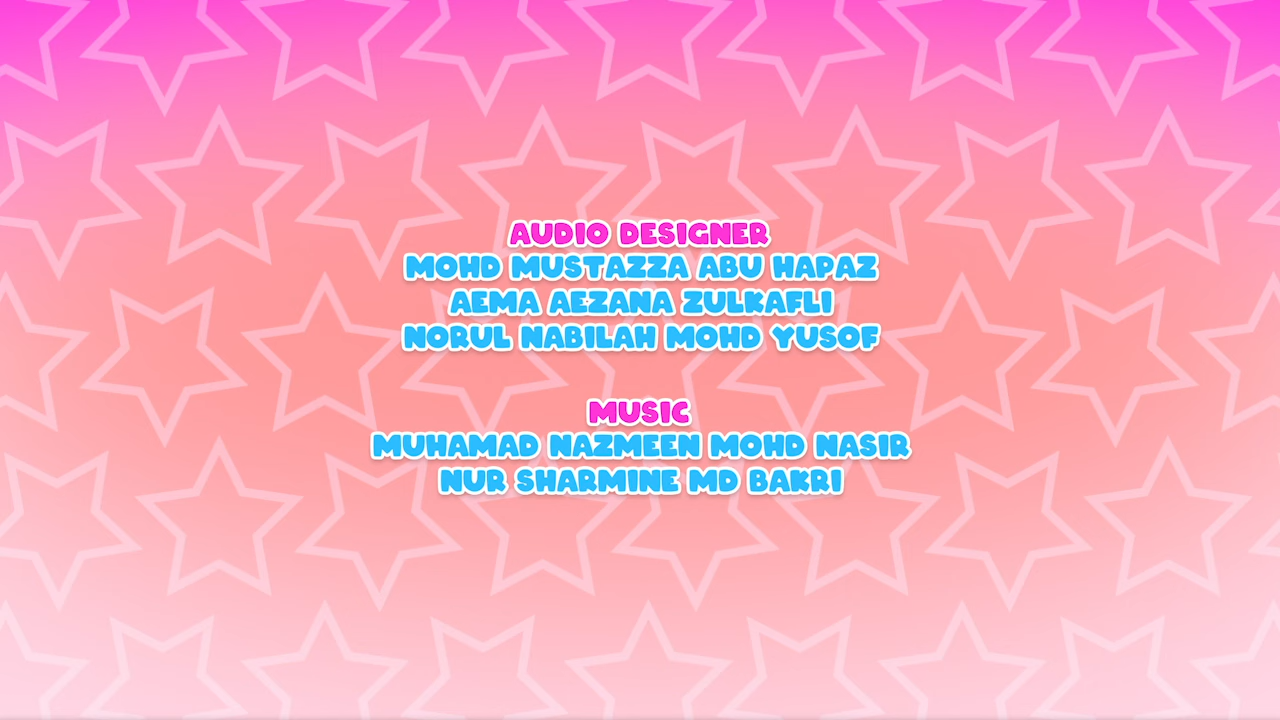 AUDIO DESIGNER
MOHD MUSTAZZA ABU HAPAZ
AEMA AEZANA ZULKAFLI
NORUL NABILAH MOHD YUSOF
MUSIC
MUHAMAD NAZMEEN MOHD NASIR
NUR SHARMINE MD BAKRI